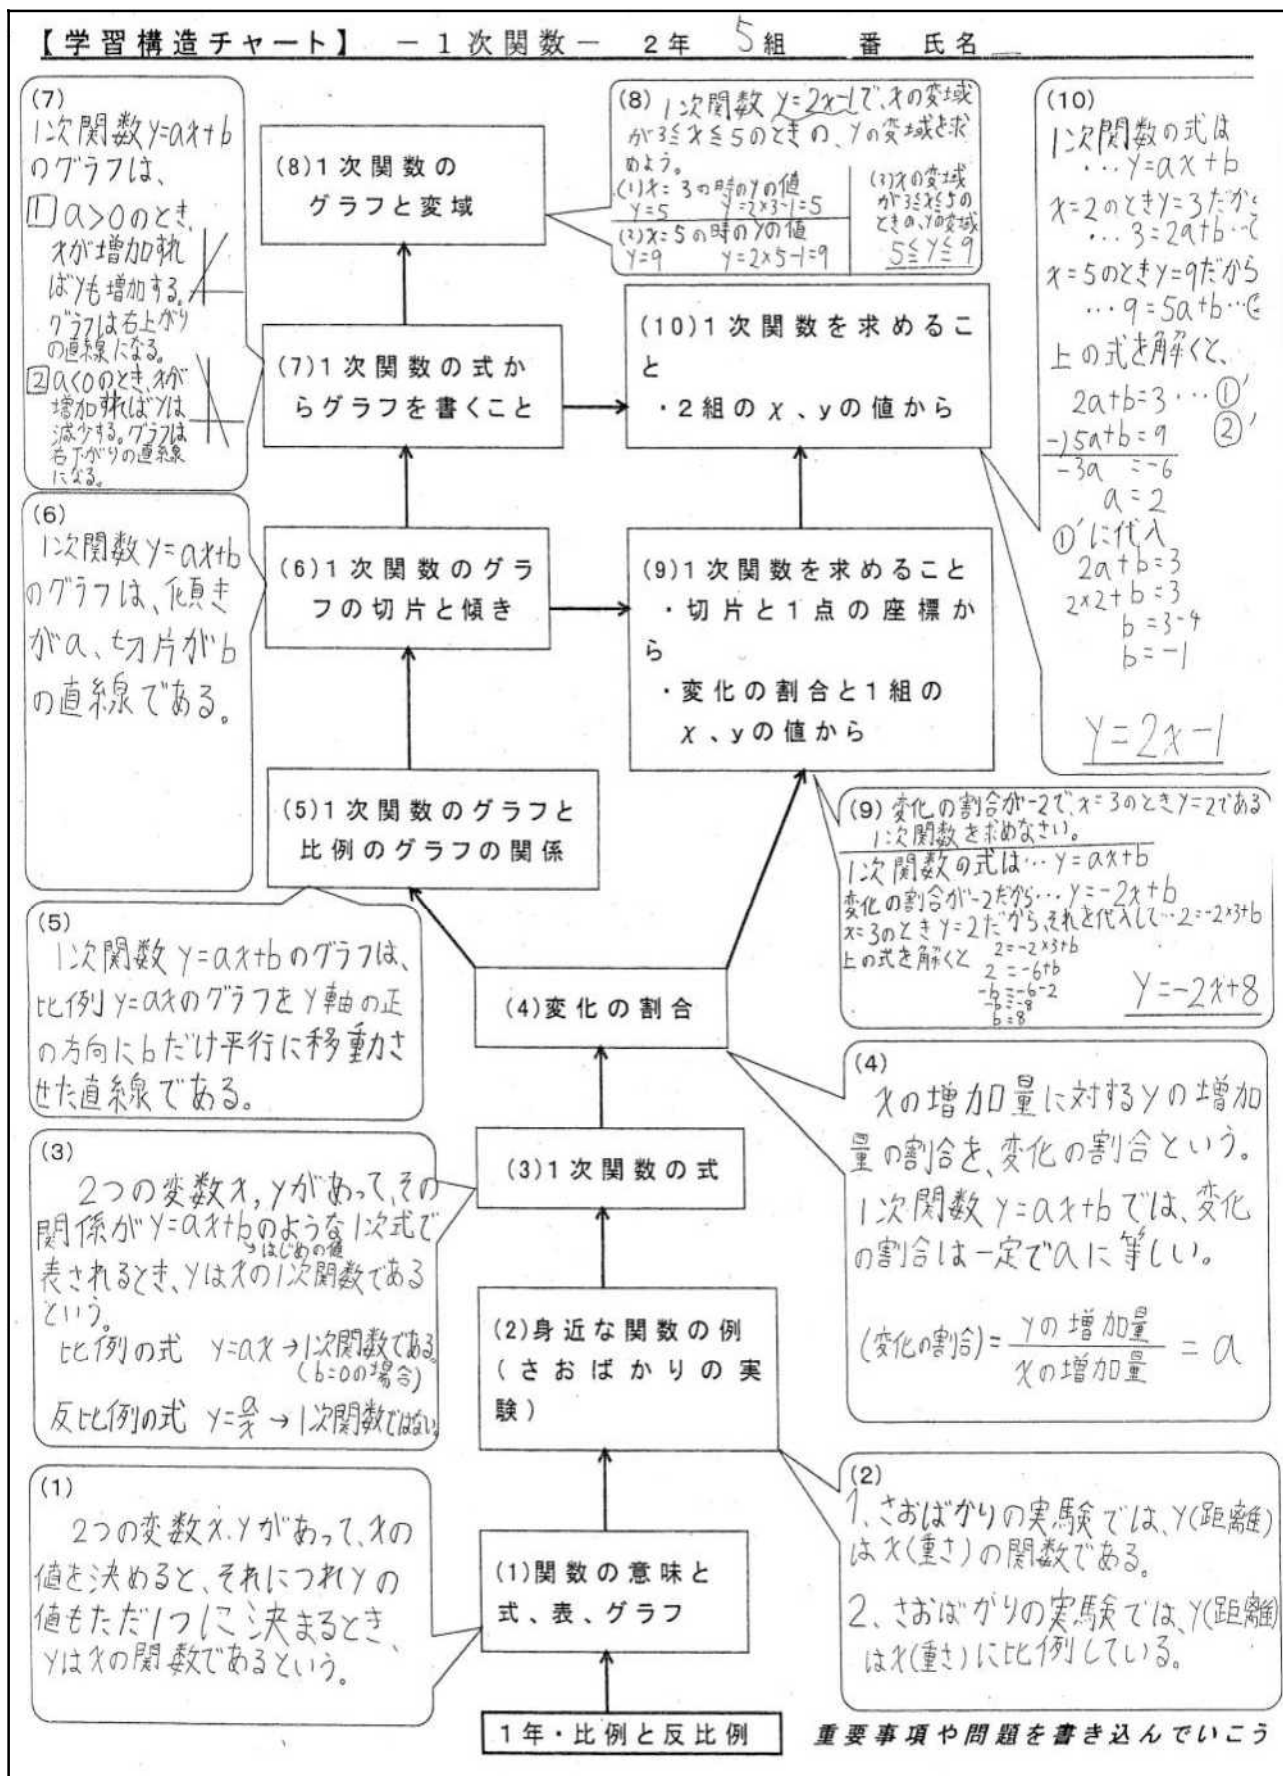 【学習構造チャート】 －1次関数－ 2年 5組 番 氏名
(7)
1次関数y=ax+b
のグラフは、
1 a>0のとき、
xが増加すれ
ばyも増加する。
グラフは右上がり
の直線になる。
2 a<0のとき、xが
増加すればyは
減少する。グラフは
右下がりの直線
になる。
(8)1次関数の
グラフと変域
(8) 1次関数 y=2x-1で、xの変域
が3≦x≦5のときの、yの変域を求
めよう。
(1)x=3の時のyの値
y=5 y=2×3-1=5
(2)x=5の時のyの値
y=9 y=2×5-1=9
(3)xの変域
が3≦x≦5の
ときの、yの変域
5≦y≦9
(10)
1次関数の式は
…y=ax+b
x=2のときy=3だから
…3=2a+b…
x=5のときy=9だから
…9=5a+b…
上の式を解くと、
2a+b=3…①'
-)5a+b=9 ②'
-3a =-6
a=2
①'に代入
2a+b=3
2×2+b=3
b=3-4
b=-1
y=2x-1
(7)1次関数の式か
らグラフを書くこと
(10)1次関数を求めるこ
と
・2組のx、yの値から
(6)
1次関数y=ax+b
のグラフは、傾き
がa、切片がb
の直線である。
(6)1次関数のグラ
フの切片と傾き
(9)1次関数を求めること
・切片と1点の座標か
ら
・変化の割合と1組の
x、yの値から
(5)1次関数のグラフと
比例のグラフの関係
(9) 変化の割合が-2で、x=3のときy=2である
1次関数を求めなさい。
1次関数の式は…y=ax+b
変化の割合が-2だから…y=-2x+b
x=3のときy=2だから、それを代入して…2=-2×3+b
上の式を解くと 2=-2×3+b
2=-6+b
-b=-6-2
-b=-8
b=8
y=-2x+8
(5)
1次関数y=ax+bのグラフは、
比例y=axのグラフをy軸の正
の方向にbだけ平行に移動さ
せた直線である。
(4)変化の割合
(4)
xの増加量に対するyの増加
量の割合を、変化の割合という。
1次関数y=ax+bでは、変化
の割合は一定でaに等しい。
(変化の割合)=yの増加量/xの増加量=a
(3)
2つの変数x,yがあって、その
関係がy=ax+bのような1次式で
はじめの値
表されるとき、yはxの1次関数である
という。
比例の式 y=ax→1次関数である。
(b=0の場合)
反比例の式 y=a/x→1次関数ではない。
(3)1次関数の式
(2)身近な関数の例
(さおばかりの実
験)
(2)
1、さおばかりの実験では、y(距離)
はx(重さ)の関数である。
2、さおばかりの実験では、y(距離)
はx(重さ)に比例している。
(1)
2つの変数x.yがあって、xの
値を決めると、それにつれyの
値もただ1つに決まるとき、
yはxの関数であるという。
(1)関数の意味と
式、表、グラフ
1年・比例と反比例
重要事項や問題を書き込んでいこう